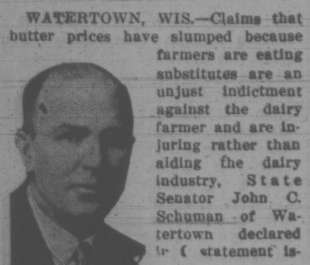 WATERTOWN, WIS.—Claims that
butter prices have slumped because
farmers are eating
substitutes are an
unjust indictment
against the dairy
farmer and are in-
juring rather than
aiding the dairy
industry, State
Senator John C.
Schuman of Wa-
tertown declared
statement is-